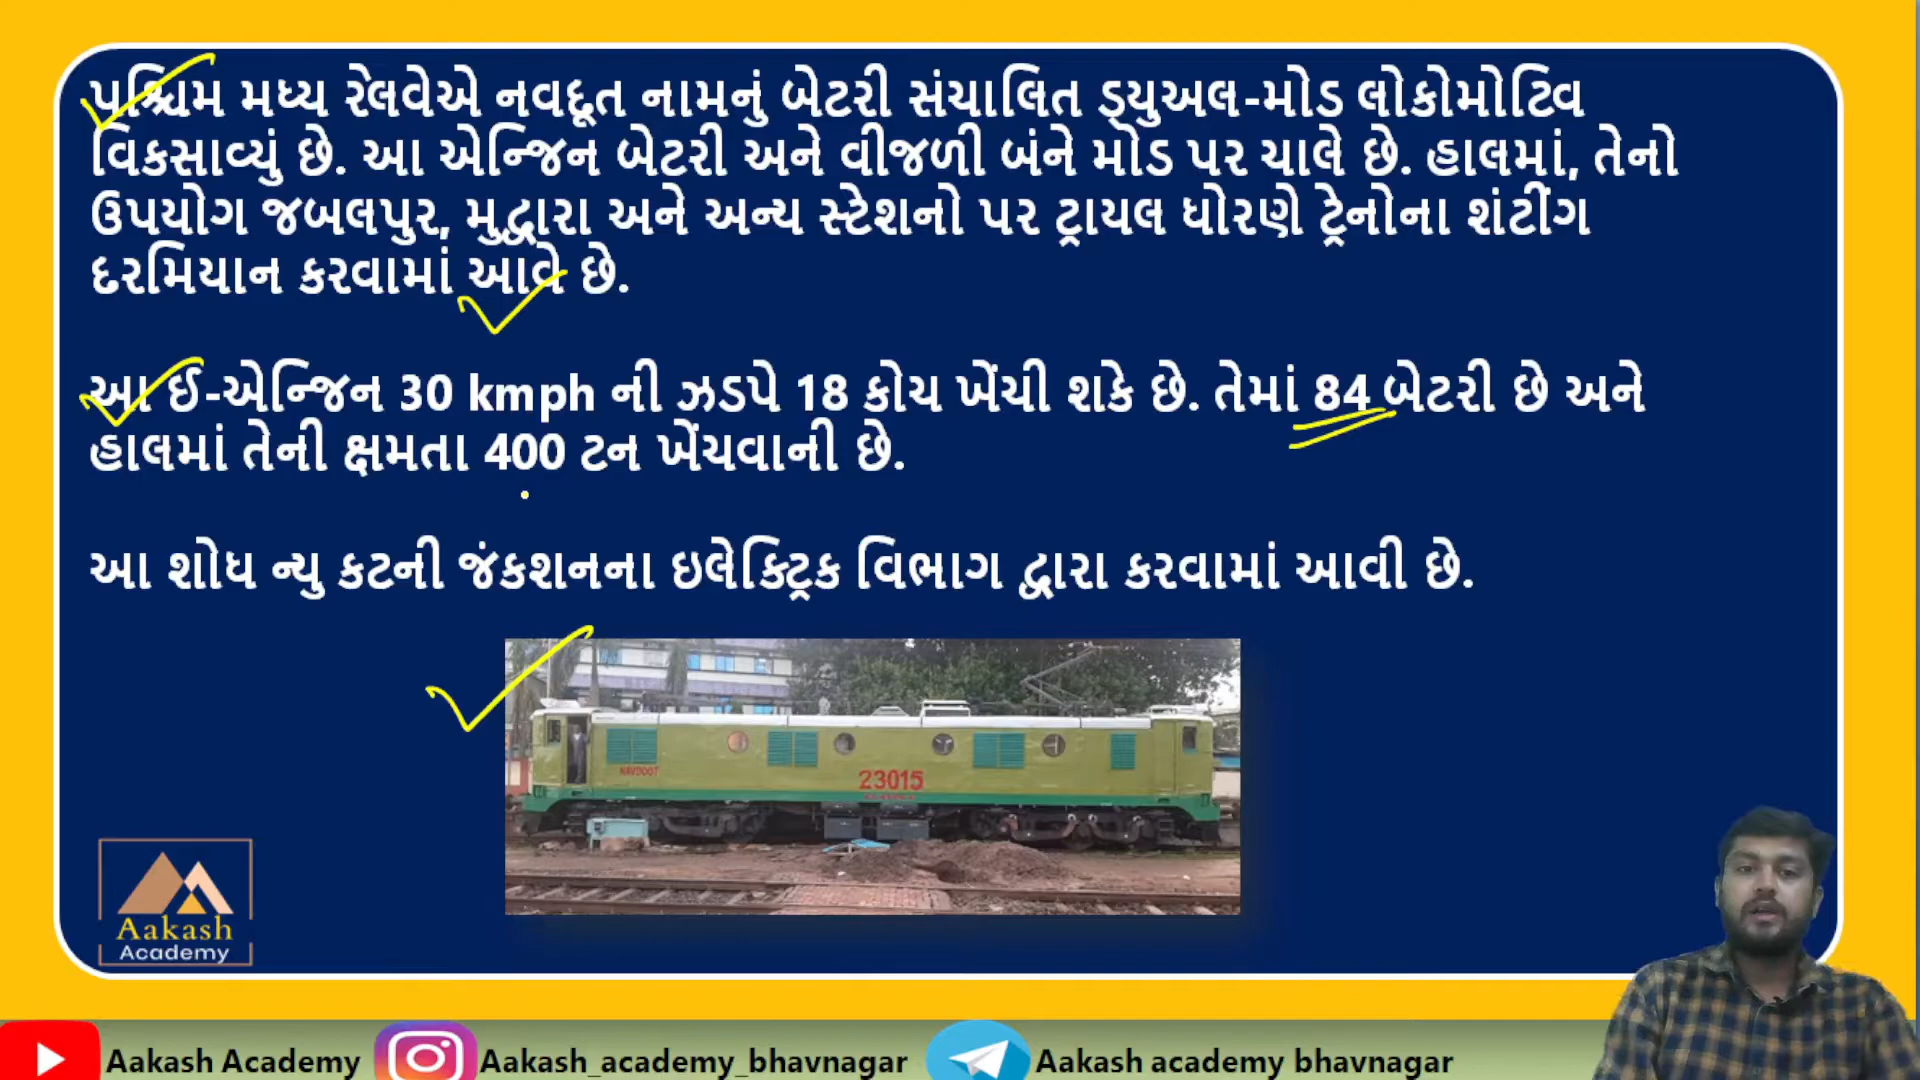 પશ્ચિમ મધ્ય રેલવેએ નવદૂત નામનું બેટરી સંચાલિત ડ્યુઅલ-મોડ લોકોમોટિવ
વિકસાવ્યું છે. આ એન્જિન બેટરી અને વીજળી બંને મોડ પર ચાલે છે. હાલમાં, તેનો
ઉપયોગ જબલપુર, મુદ્વારા અને અન્ય સ્ટેશનો પર ટ્રાયલ ધોરણે ટ્રેનોના શંટીંગ
દરમિયાન કરવામાં આવે છે.
આ ઈ-એન્જિન 30 kmph ની ઝડપે 18 કોચ ખેંચી શકે છે. તેમાં 84 બેટરી છે અને
હાલમાં તેની ક્ષમતા 400 ટન ખેંચવાની છે.
આ શોધ ન્યુ કટની જંકશનના ઇલેક્ટ્રિક વિભાગ દ્વારા કરવામાં આવી છે.
NAVDOOT
23015
Aakash
Academy
Aakash Academy
Aakash_academy_bhavnagar
Aakash academy bhavnagar